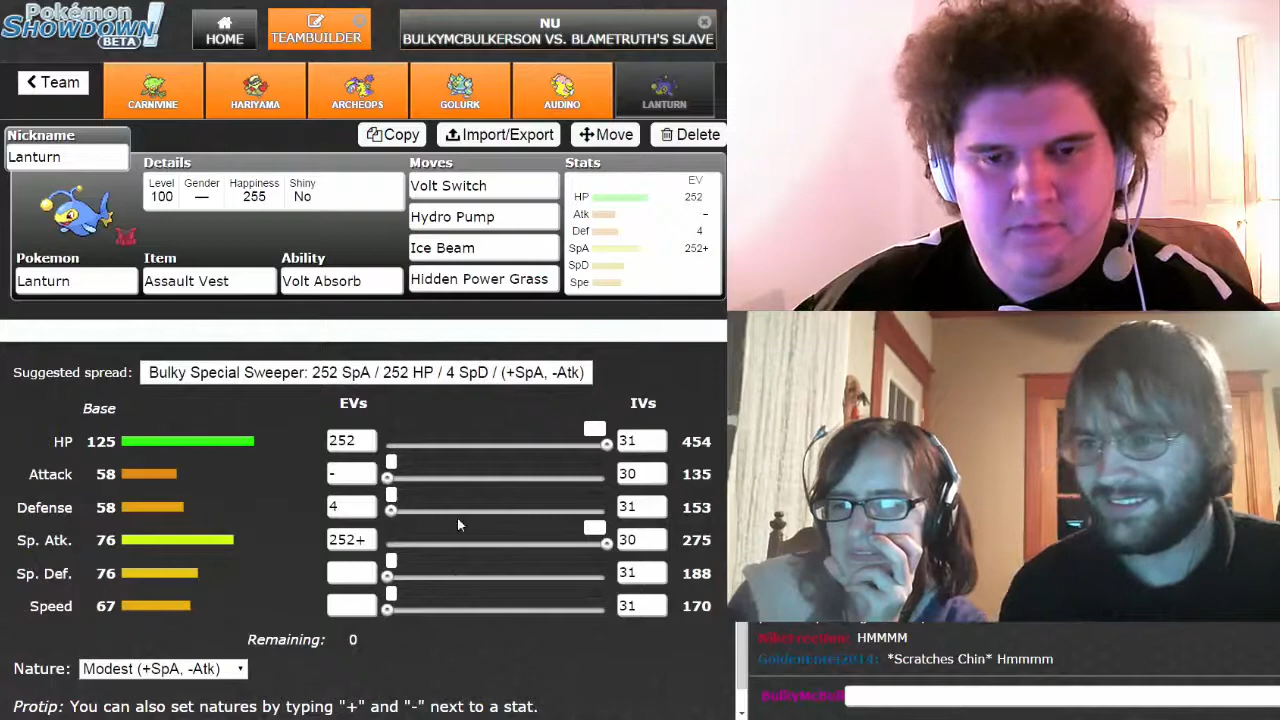 Pokémon
SHOWDOWN!
BETA
HOME
TEAMBUILDER
NU
BULKYMCBULKERSON VS. BLAMETRUTH'S SLAVE
Team
CARNIVINE
HARIYAMA
ARCHEOPS
GOLURK
AUDINO
LANTURN
Nickname
Lanturn
Copy
Import/Export
Move
Delete
Details
Moves
Stats
Level
Gender
Happiness
Shiny
100
—
255
No
Volt Switch
Hydro Pump
Ice Beam
Hidden Power Grass
EV
HP 252
Atk –
Def 4
SpA 252+
SpD
Spe
Pokemon
Item
Ability
Lanturn
Assault Vest
Volt Absorb
Suggested spread: Bulky Special Sweeper: 252 SpA / 252 HP / 4 SpD / (+SpA, -Atk)
Base EVs IVs
HP 125 252 31 454
Attack 58 - 30 135
Defense 58 4 31 153
Sp. Atk. 76 252+ 30 275
Sp. Def. 76 31 188
Speed 67 31 170
Remaining: 0
Nature: Modest (+SpA, -Atk)
Protip: You can also set natures by typing "+" and "-" next to a stat.
HMMMM
*Scratches Chin* Hmmmm
BulkyMcBul